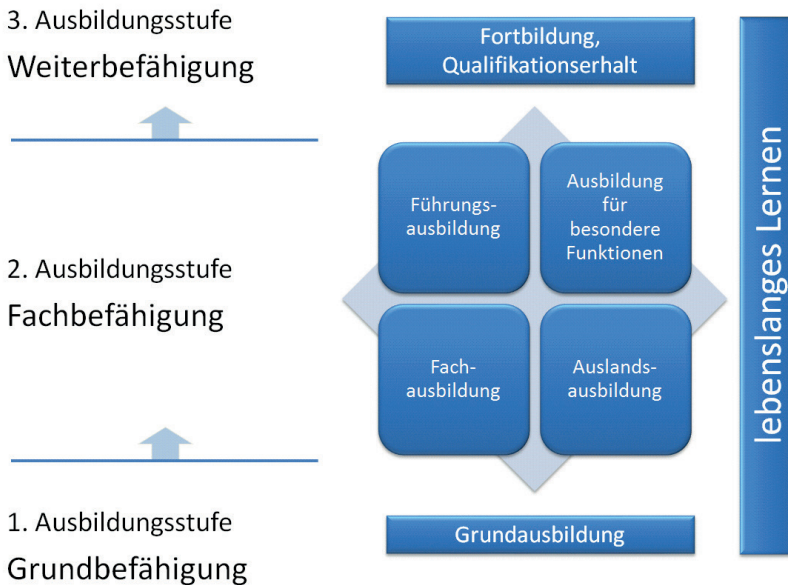 3. Ausbildungsstufe
Weiterbefähigung
Fortbildung,
Qualifikationserhalt
2. Ausbildungsstufe
Fachbefähigung
Führungs-
ausbildung
Ausbildung
für
besondere
Funktionen
Fach-
ausbildung
Auslands-
ausbildung
1. Ausbildungsstufe
Grundbefähigung
Grundausbildung
lebenslanges Lernen